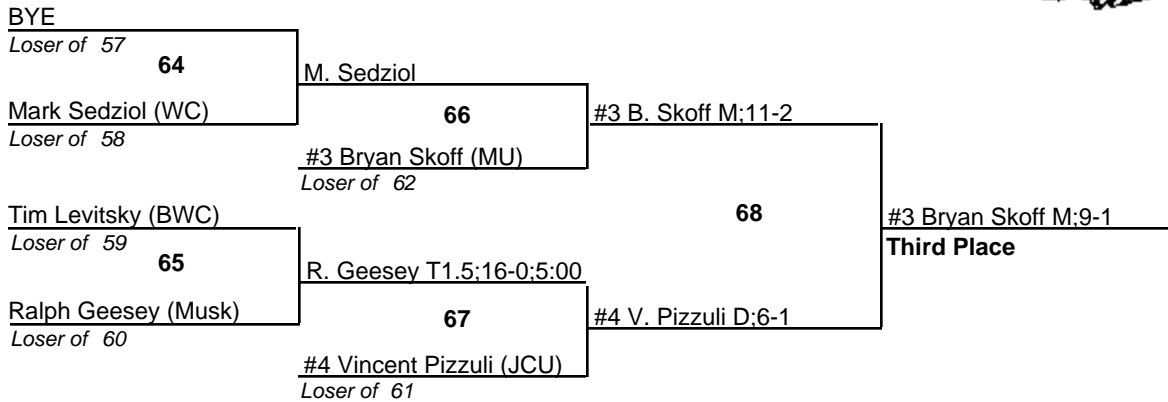 BYE
Loser of 57
64
M. Sedziol
Mark Sedziol (WC)
Loser of 58
66
#3 B. Skoff M;11-2
#3 Bryan Skoff (MU)
Loser of 62
Tim Levitsky (BWC)
Loser of 59
68
#3 Bryan Skoff M;9-1
Third Place
65
R. Geesey T1.5;16-0;5:00
Ralph Geesey (Musk)
Loser of 60
67
#4 V. Pizzuli D;6-1
#4 Vincent Pizzuli (JCU)
Loser of 61